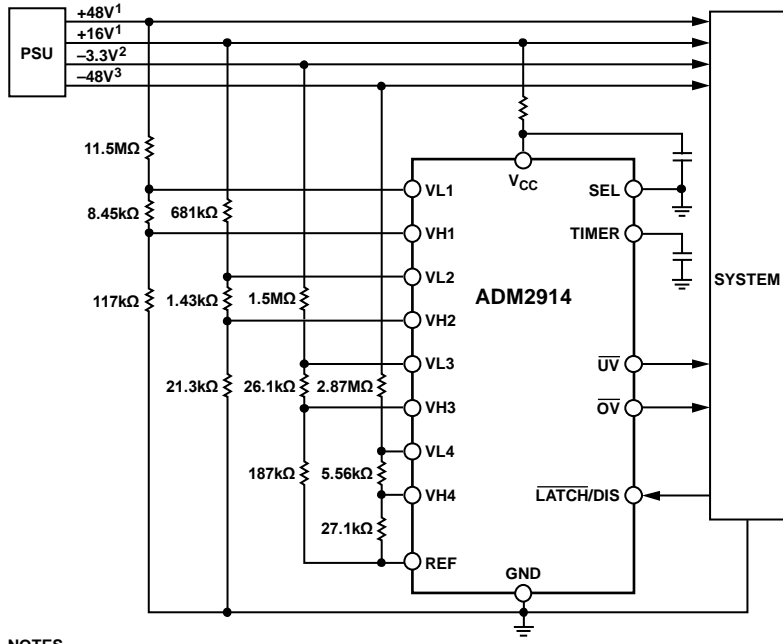 PSU
+48V1
+16V1
–3.3V2
–48V3
11.5MΩ
8.45kΩ
681kΩ
117kΩ
1.43kΩ
1.5MΩ
21.3kΩ
26.1kΩ
2.87MΩ
187kΩ
5.56kΩ
27.1kΩ
VL1
VH1
VL2
VH2
VL3
VH3
VL4
VH4
REF
VCC
SEL
TIMER
ADM2914
UV
OV
LATCH/DIS
GND
SYSTEM
NOTES